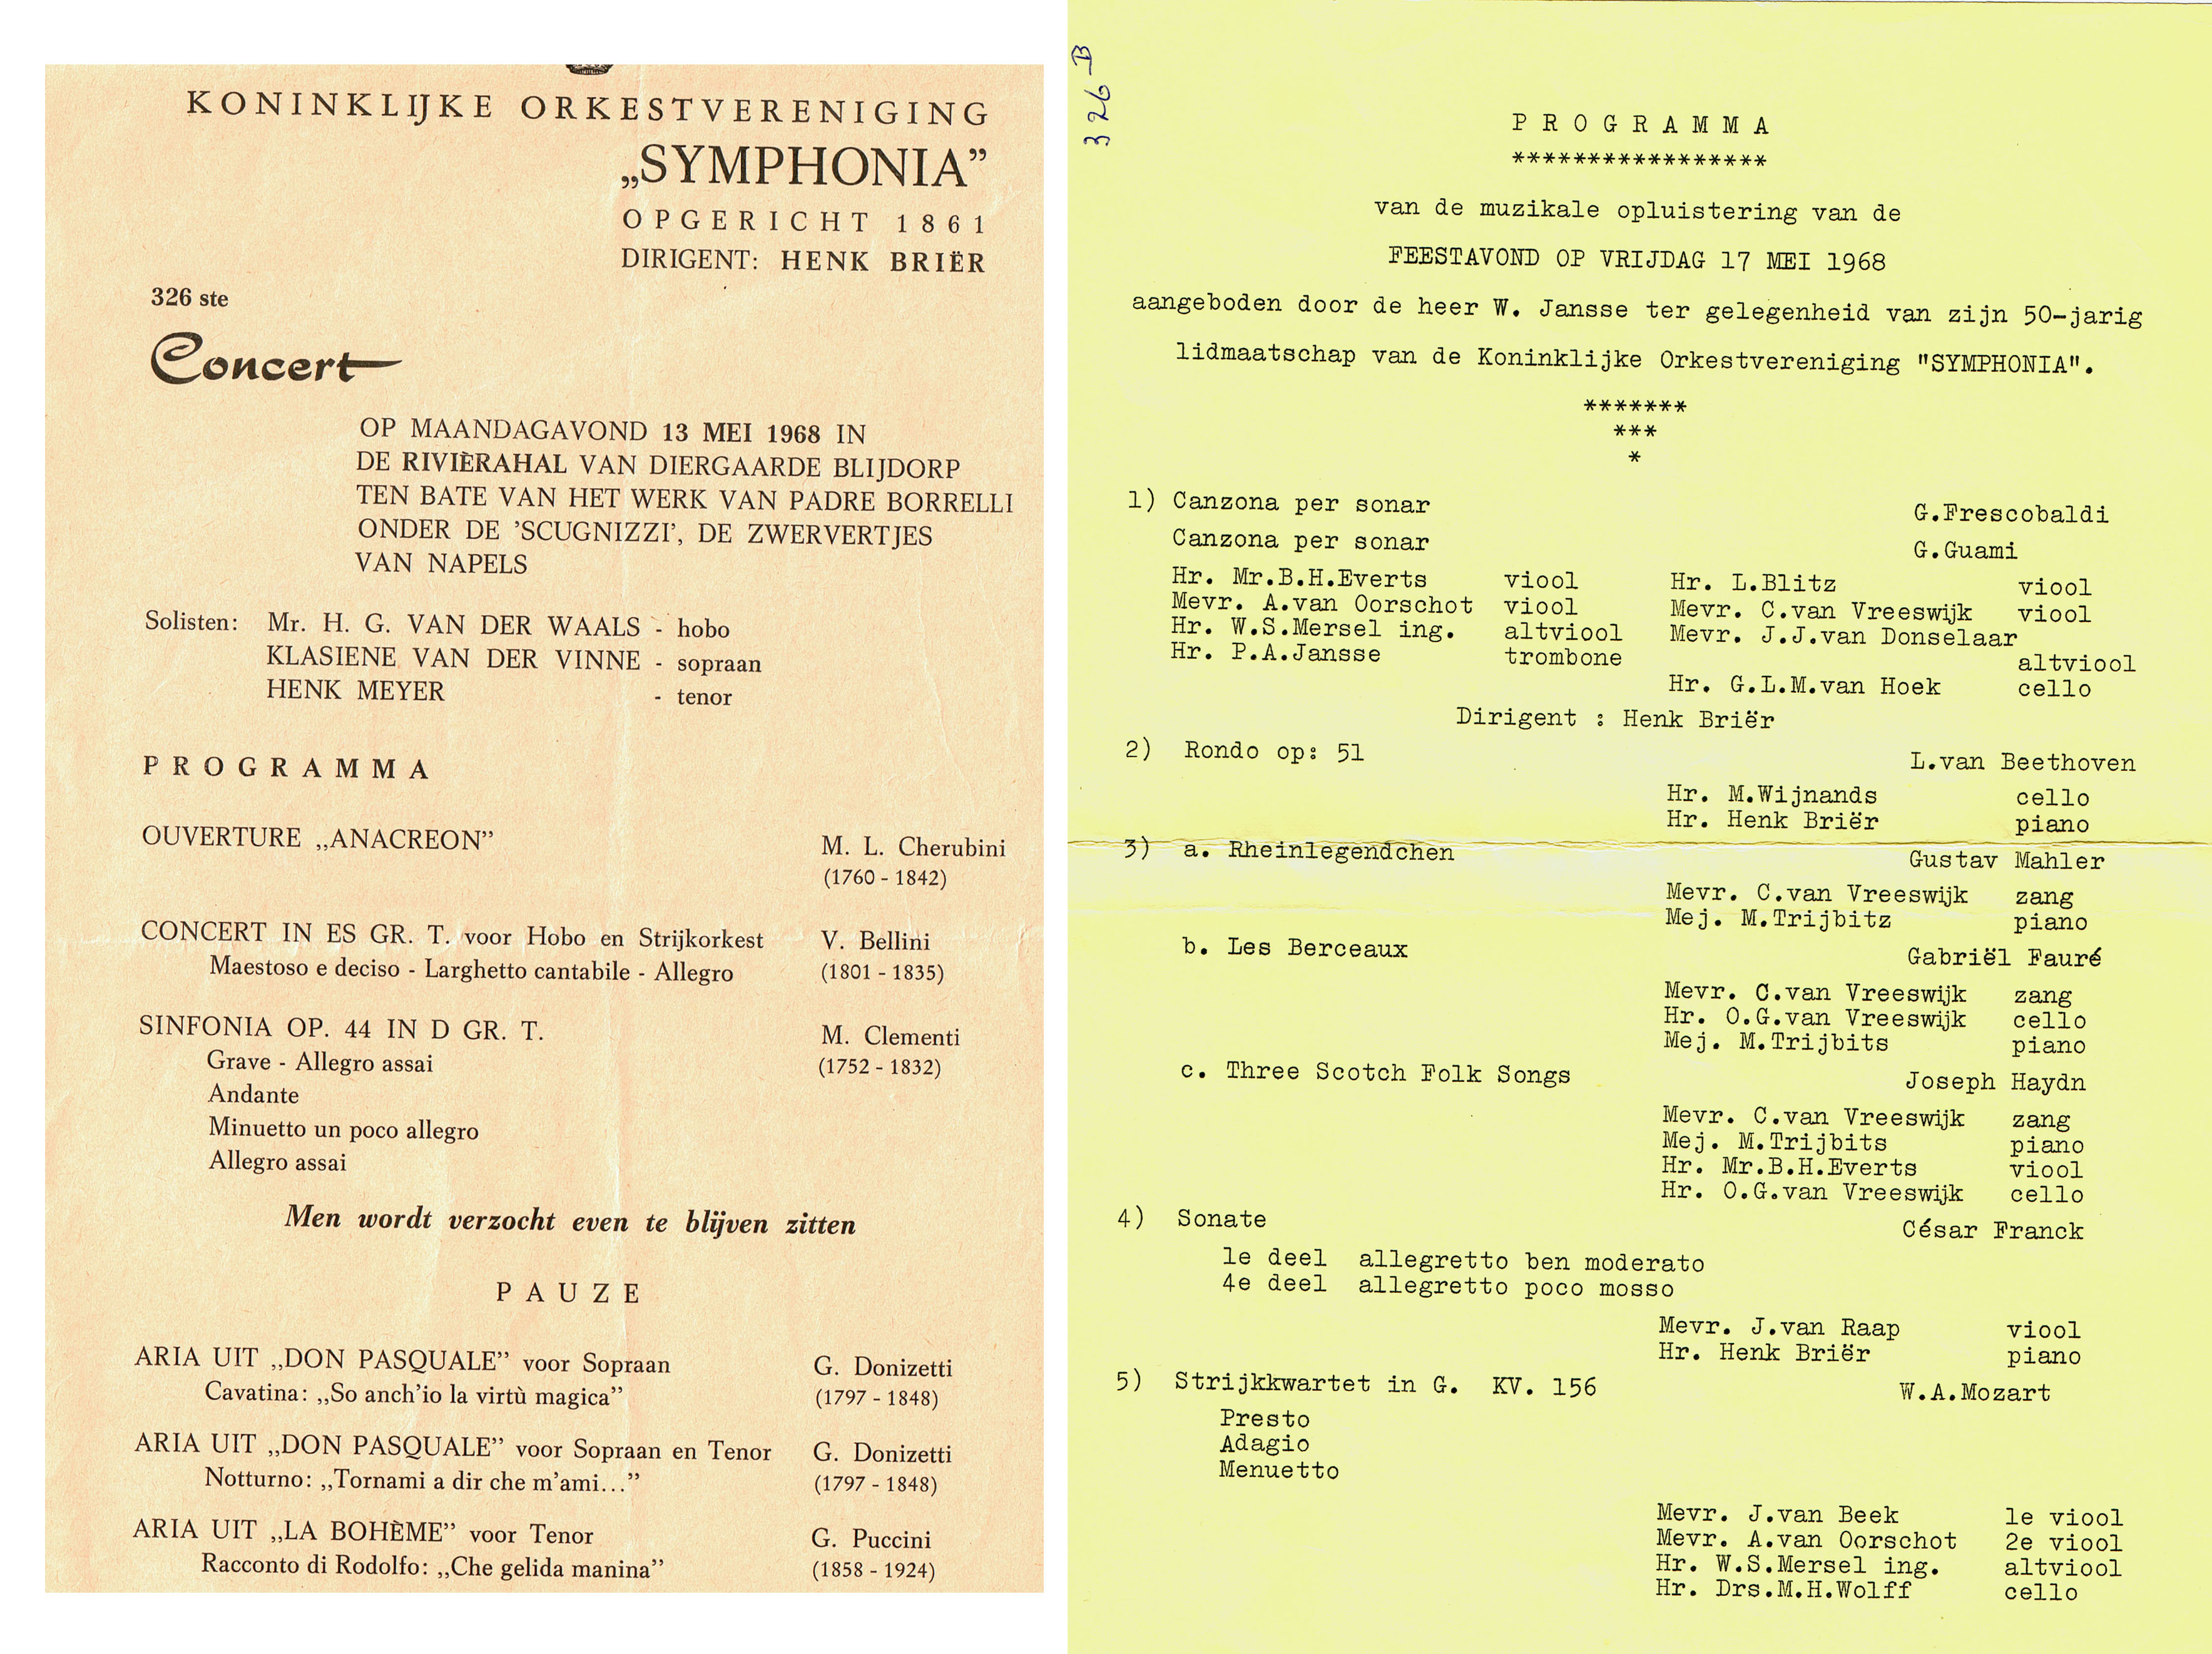 KONINKLIJKE ORKESTVERENIGING
„SYMPHONIA”
OPGERICHT 1861
DIRIGENT: HENK BRIËR
326 ste
Concert
OP MAANDAGAVOND 13 MEI 1968 IN
DE RIVIÈRAHAL VAN DIERGAARDE BLIJDORP
TEN BATE VAN HET WERK VAN PADRE BORRELLI
ONDER DE 'SCUGNIZZI', DE ZWERVERTJES
VAN NAPELS
Solisten: Mr. H. G. VAN DER WAALS - hobo
KLASIENE VAN DER VINNE - sopraan
HENK MEYER - tenor
PROGRAMMA
OUVERTURE „ANACREON” M. L. Cherubini
(1760 - 1842)
CONCERT IN ES GR. T. voor Hobo en Strijkorkest V. Bellini
Maestoso e deciso - Larghetto cantabile - Allegro (1801 - 1835)
SINFONIA OP. 44 IN D GR. T. M. Clementi
Grave - Allegro assai (1752 - 1832)
Andante
Minuetto un poco allegro
Allegro assai
Men wordt verzocht even te blijven zitten
PAUZE
ARIA UIT „DON PASQUALE” voor Sopraan G. Donizetti
Cavatina: „So anch'io la virtù magica” (1797 - 1848)
ARIA UIT „DON PASQUALE” voor Sopraan en Tenor G. Donizetti
Notturno: „Tornami a dir che m'ami...” (1797 - 1848)
ARIA UIT „LA BOHÈME” voor Tenor G. Puccini
Racconto di Rodolfo: „Che gelida manina” (1858 - 1924)
326-B
PROGRAMMA
*****************
van de muzikale opluistering van de
FEESTAVOND OP VRIJDAG 17 MEI 1968
aangeboden door de heer W. Jansse ter gelegenheid van zijn 50-jarig
lidmaatschap van de Koninklijke Orkestvereniging "SYMPHONIA".
*******
***
*
1) Canzona per sonar G.Frescobaldi
Canzona per sonar G.Guami
Hr. Mr.B.H.Everts viool Hr. L.Blitz viool
Mevr. A.van Oorschot viool Mevr. C.van Vreeswijk viool
Hr. W.S.Mersel ing. altviool Mevr. J.J.van Donselaar
Hr. P.A.Jansse trombone altviool
Hr. G.L.M.van Hoek cello
Dirigent : Henk Briër
2) Rondo op: 51 L.van Beethoven
Hr. M.Wijnands cello
Hr. Henk Briër piano
3) a. Rheinlegendchen Gustav Mahler
Mevr. C.van Vreeswijk zang
Mej. M.Trijbitz piano
b. Les Berceaux Gabriël Fauré
Mevr. C.van Vreeswijk zang
Hr. O.G.van Vreeswijk cello
Mej. M.Trijbits piano
c. Three Scotch Folk Songs Joseph Haydn
Mevr. C.van Vreeswijk zang
Mej. M.Trijbits piano
Hr. Mr.B.H.Everts viool
Hr. O.G.van Vreeswijk cello
4) Sonate César Franck
1e deel allegretto ben moderato
4e deel allegretto poco mosso
Mevr. J.van Raap viool
Hr. Henk Briër piano
5) Strijkkwartet in G. KV. 156 W.A.Mozart
Presto
Adagio
Menuetto
Mevr. J.van Beek 1e viool
Mevr. A.van Oorschot 2e viool
Hr. W.S.Mersel ing. altviool
Hr. Drs.M.H.Wolff cello